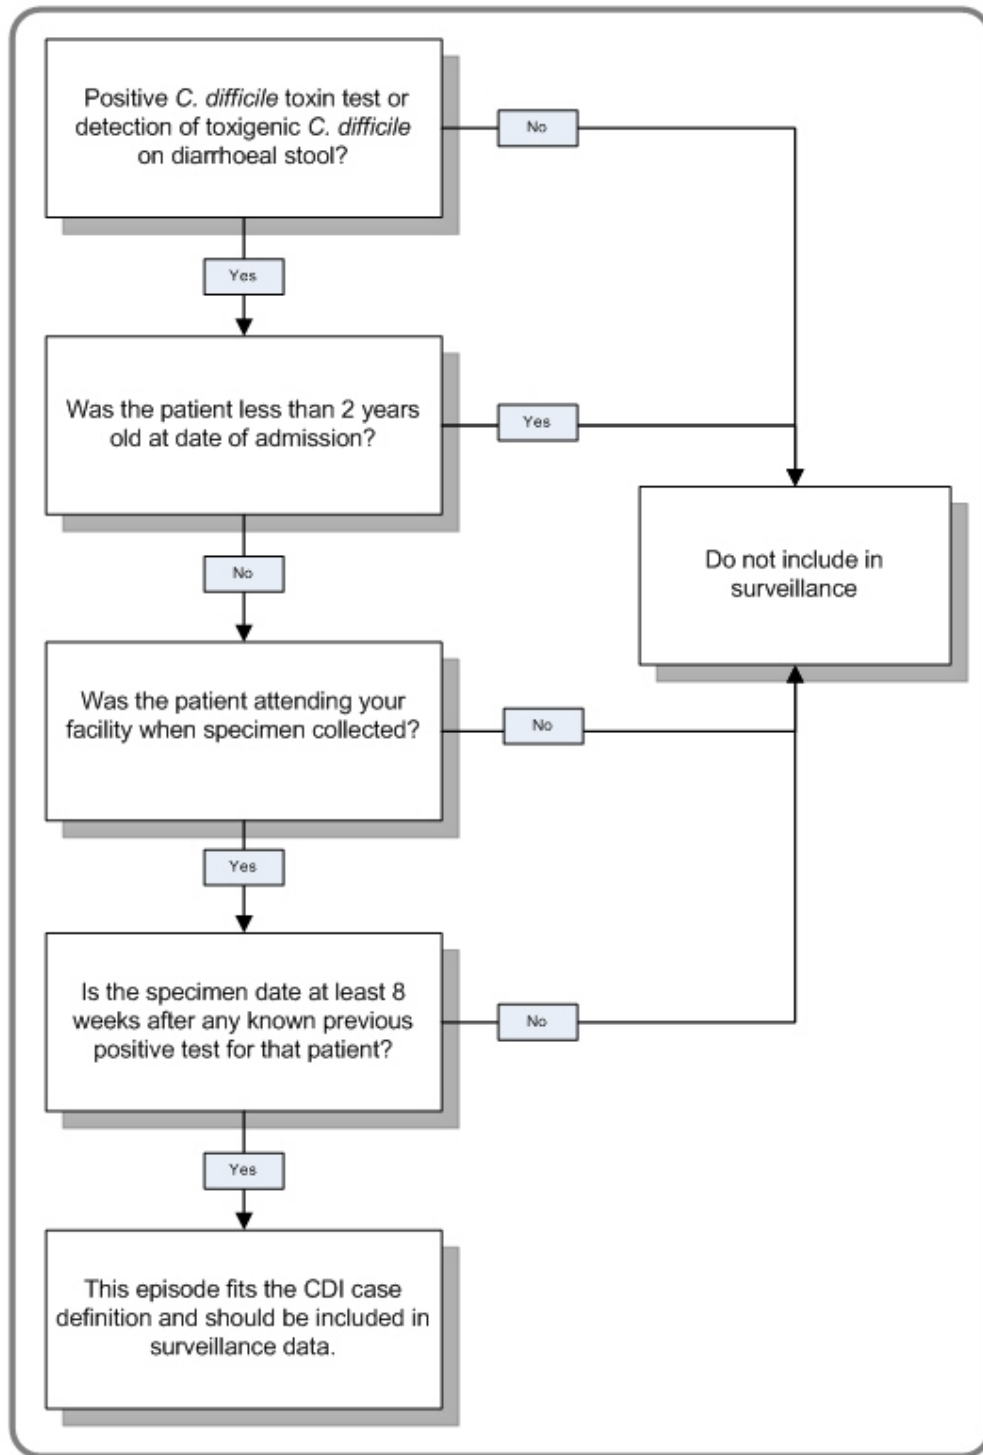 Positive C. difficile toxin test or
detection of toxigenic C. difficile
on diarrhoeal stool?
No
Yes
Was the patient less than 2 years
old at date of admission?
Yes
No
Do not include in
surveillance
Was the patient attending your
facility when specimen collected?
No
Yes
Is the specimen date at least 8
weeks after any known previous
positive test for that patient?
No
Yes
This episode fits the CDI case
definition and should be included in
surveillance data.